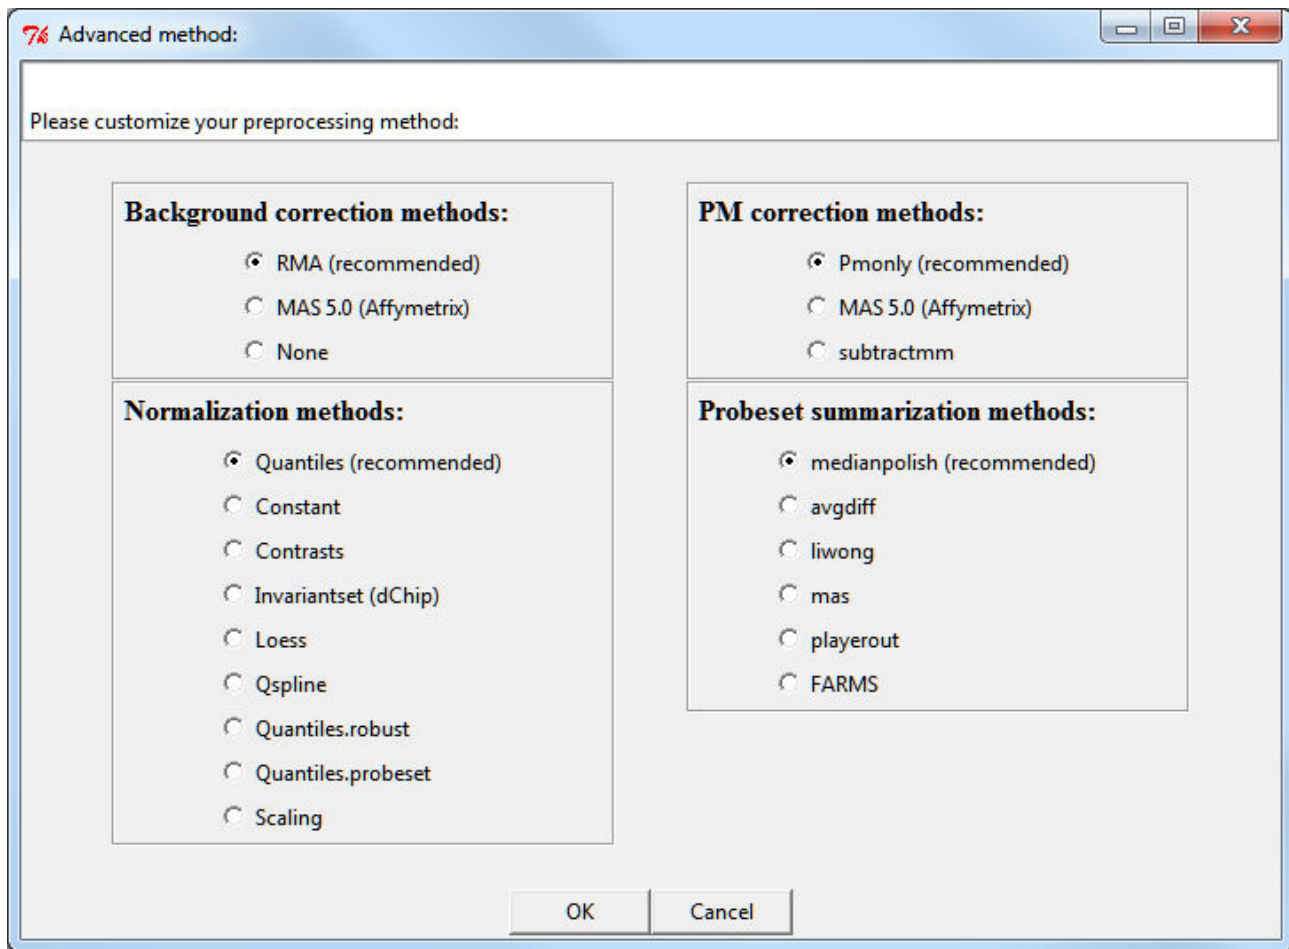 Advanced method:
Please customize your preprocessing method:
Background correction methods:
RMA (recommended)
MAS 5.0 (Affymetrix)
None
PM correction methods:
Pmonly (recommended)
MAS 5.0 (Affymetrix)
subtractmm
Normalization methods:
Quantiles (recommended)
Constant
Contrasts
Invariantset (dChip)
Loess
Qspline
Quantiles.robust
Quantiles.probeset
Scaling
Probeset summarization methods:
medianpolish (recommended)
avgdiff
liwong
mas
playerout
FARMS
OK
Cancel